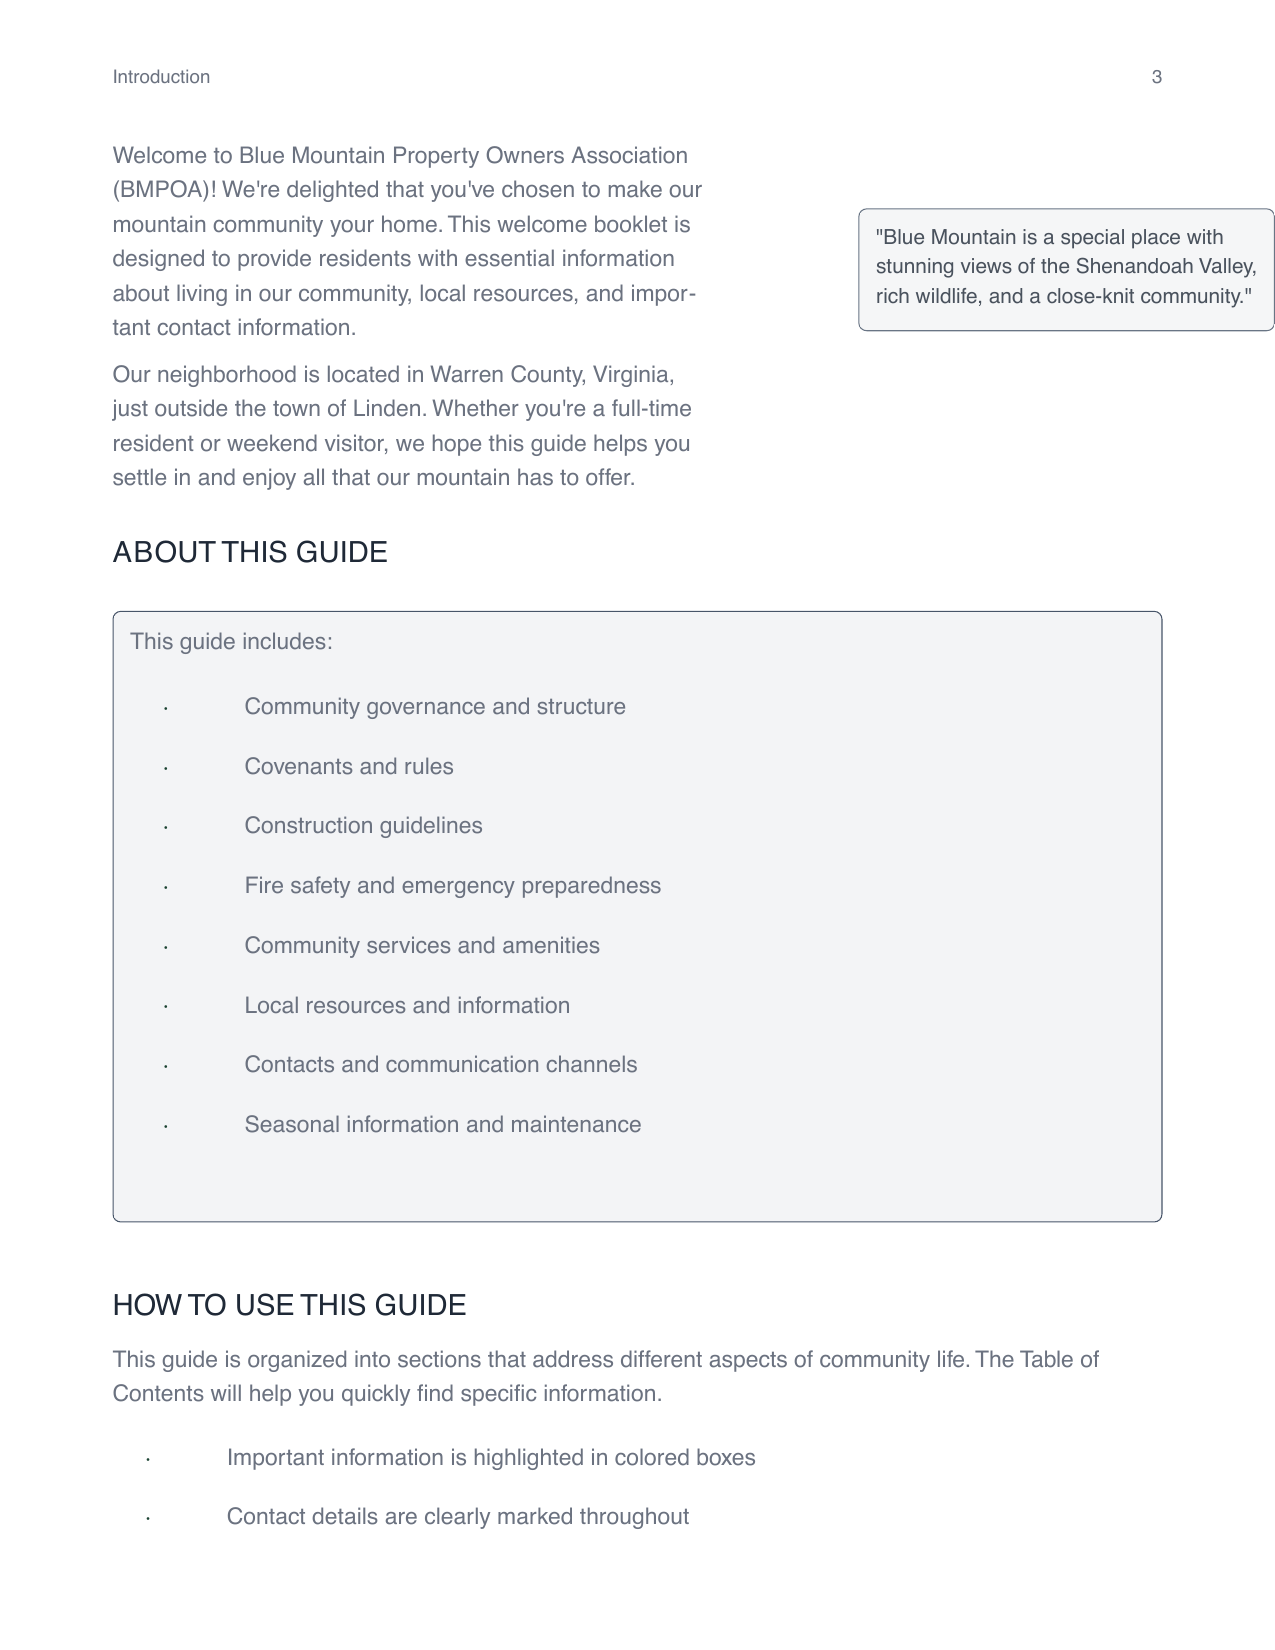 Introduction 3
Welcome to Blue Mountain Property Owners Association
(BMPOA)! We're delighted that you've chosen to make our
mountain community your home. This welcome booklet is
designed to provide residents with essential information
about living in our community, local resources, and impor-
tant contact information.
"Blue Mountain is a special place with
stunning views of the Shenandoah Valley,
rich wildlife, and a close-knit community."
Our neighborhood is located in Warren County, Virginia,
just outside the town of Linden. Whether you're a full-time
resident or weekend visitor, we hope this guide helps you
settle in and enjoy all that our mountain has to offer.
ABOUT THIS GUIDE
This guide includes:
· Community governance and structure
· Covenants and rules
· Construction guidelines
· Fire safety and emergency preparedness
· Community services and amenities
· Local resources and information
· Contacts and communication channels
· Seasonal information and maintenance
HOW TO USE THIS GUIDE
This guide is organized into sections that address different aspects of community life. The Table of
Contents will help you quickly find specific information.
· Important information is highlighted in colored boxes
· Contact details are clearly marked throughout